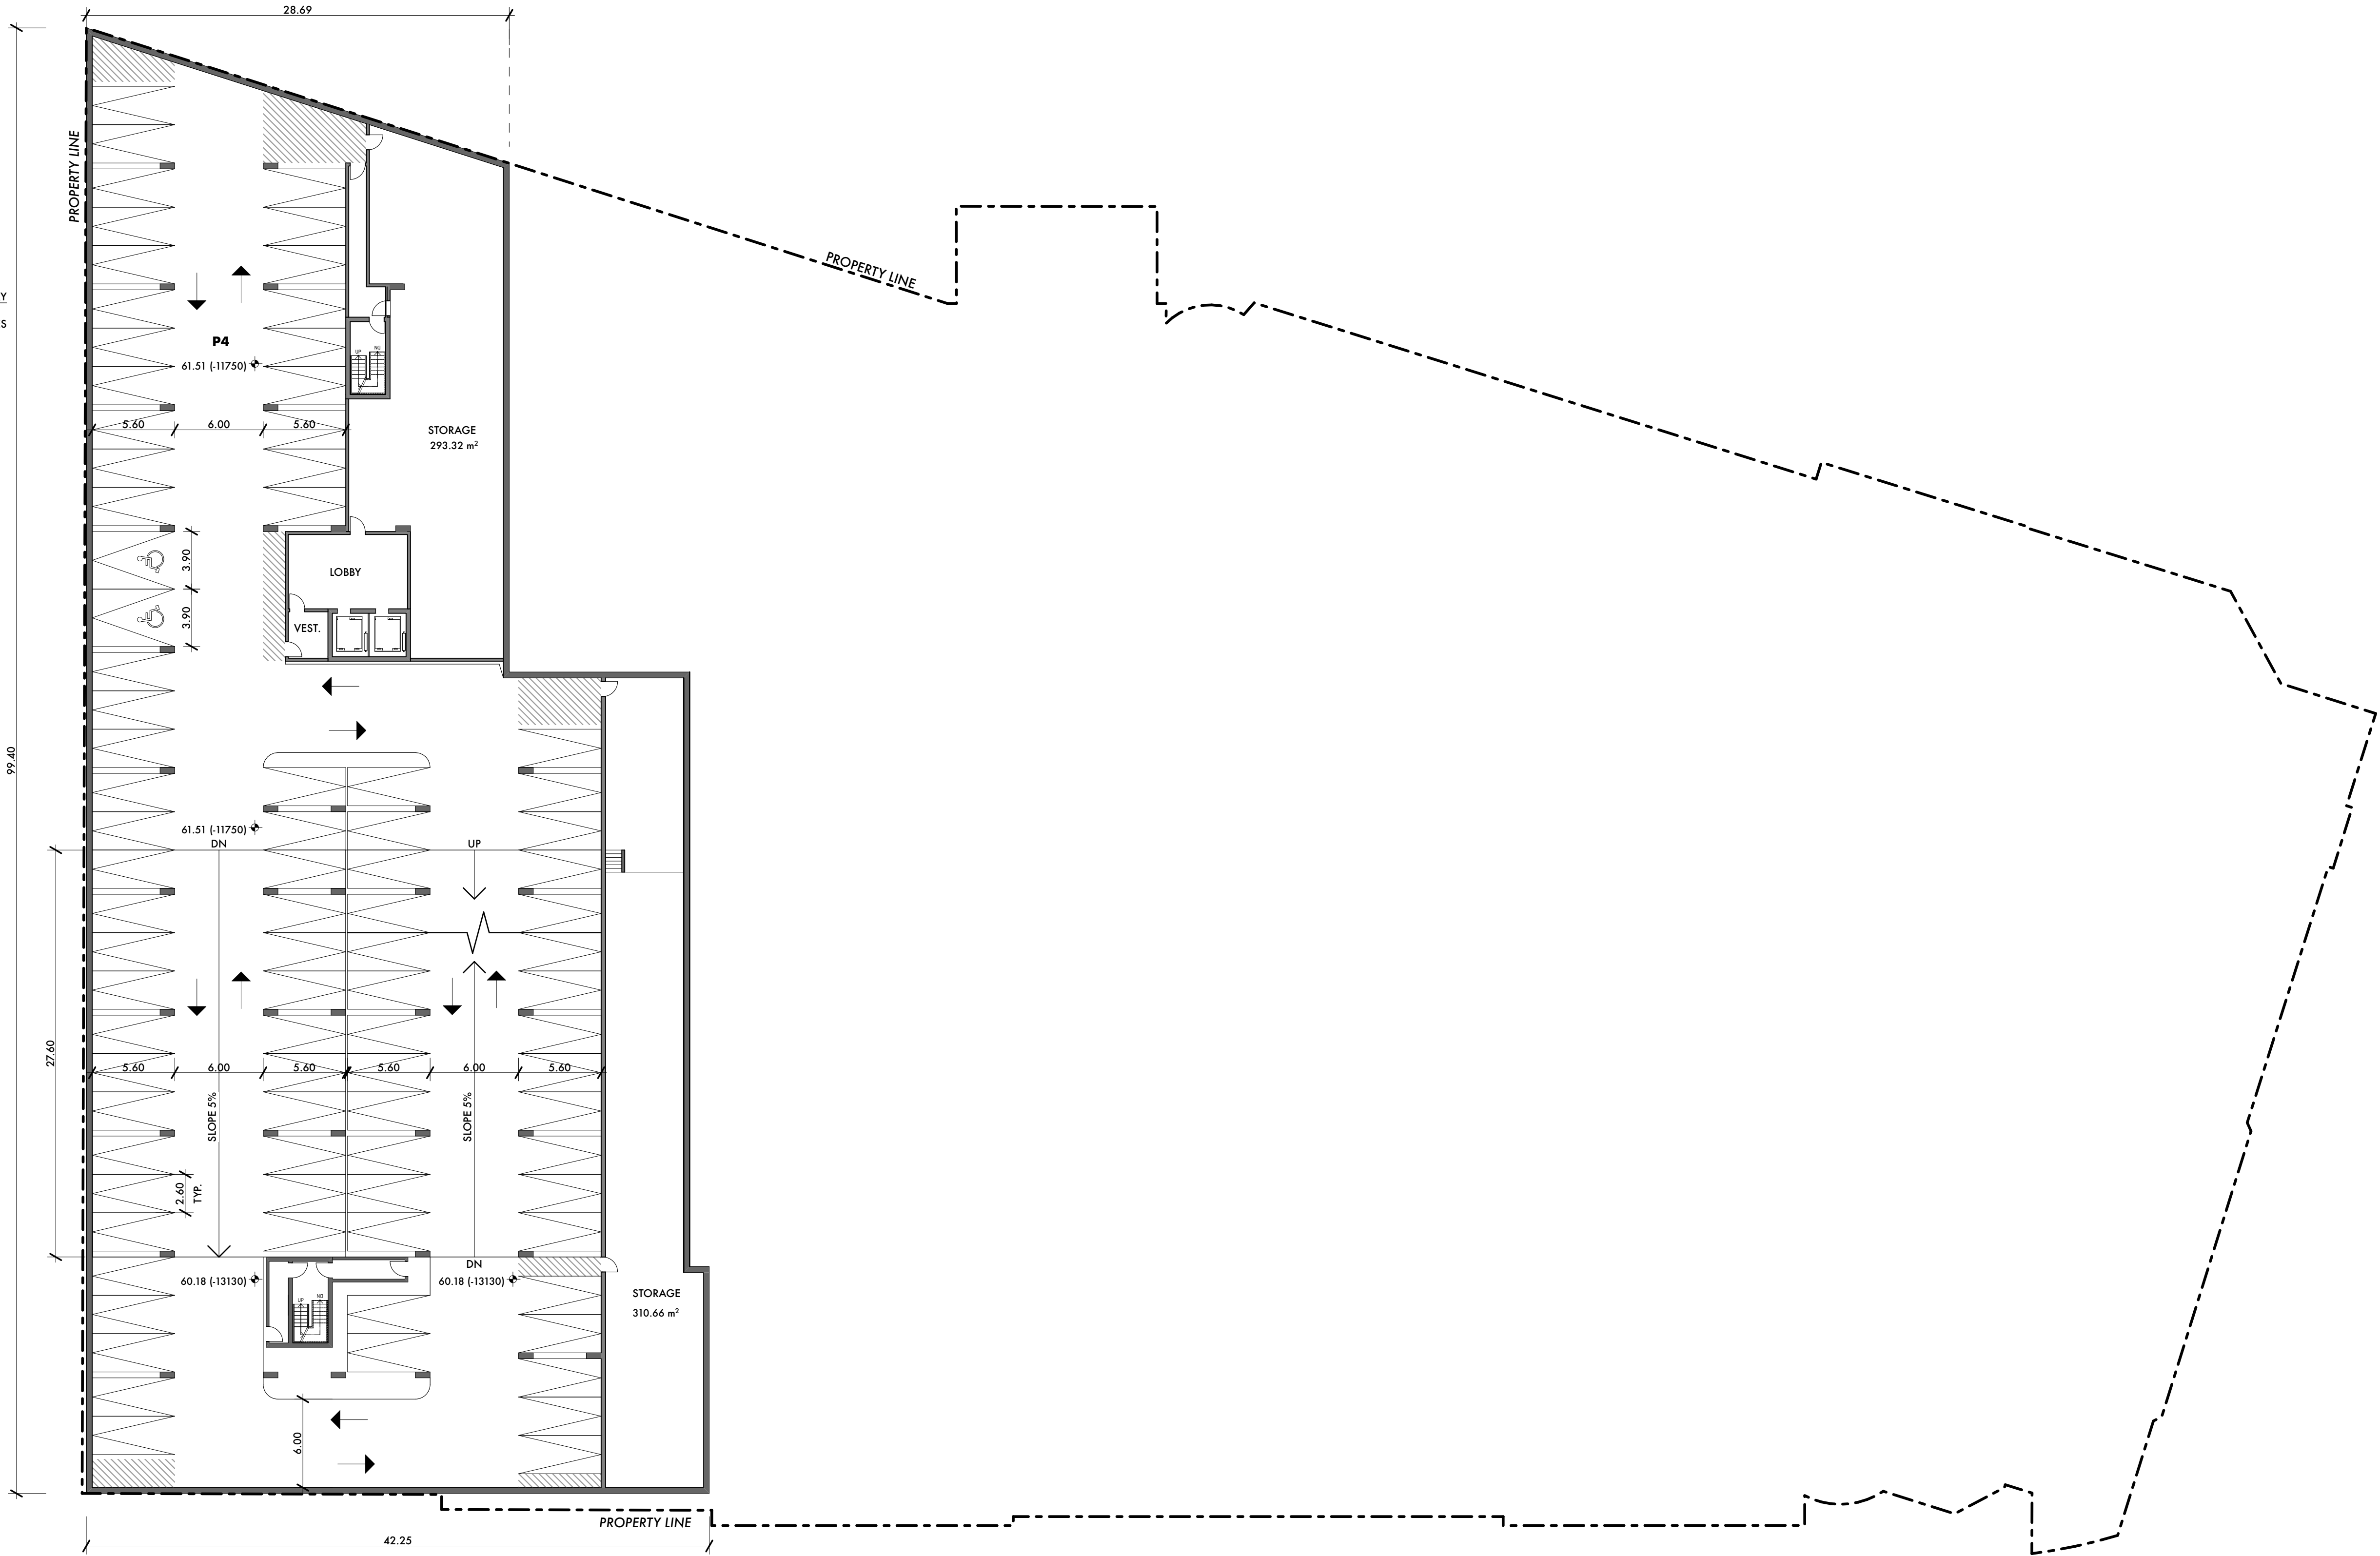 28.69
PROPERTY LINE
PROPERTY LINE
Y
S
P4
61.51 (-11750)
UP
DN
5.60
6.00
5.60
STORAGE
293.32 m²
3.90
LOBBY
3.90
VEST.
99.40
61.51 (-11750)
DN
UP
27.60
5.60
6.00
5.60
5.60
6.00
5.60
SLOPE 5%
SLOPE 5%
2.60
TYP.
DN
60.18 (-13130)
60.18 (-13130)
UP
DN
STORAGE
310.66 m²
6.00
PROPERTY LINE
42.25